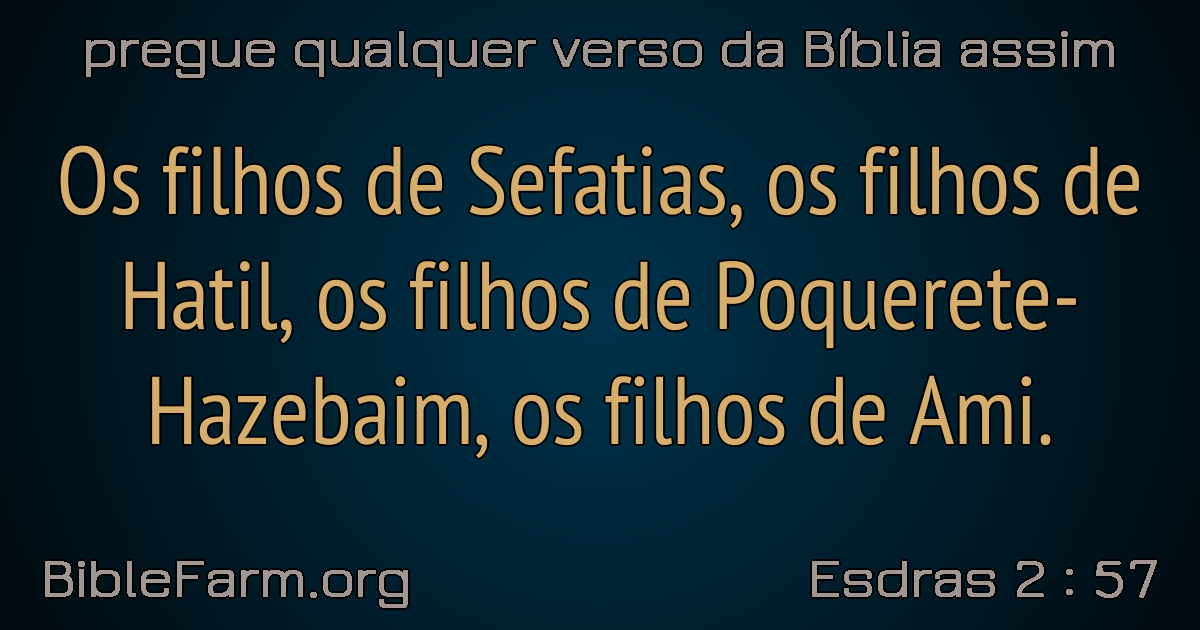 pregue qualquer verso da Bíblia assim
Os filhos de Sefatias, os filhos de
Hatil, os filhos de Poquerete-
Hazebaim, os filhos de Ami.
BibleFarm.org
Esdras 2 : 57